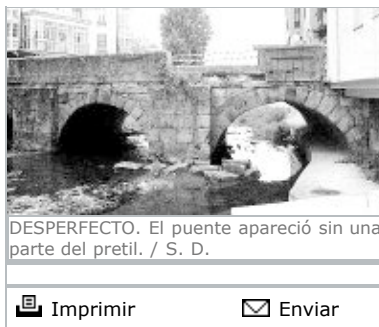 DESPERFECTO. El puente apareció sin una
parte del pretil. / S. D.
Imprimir Enviar